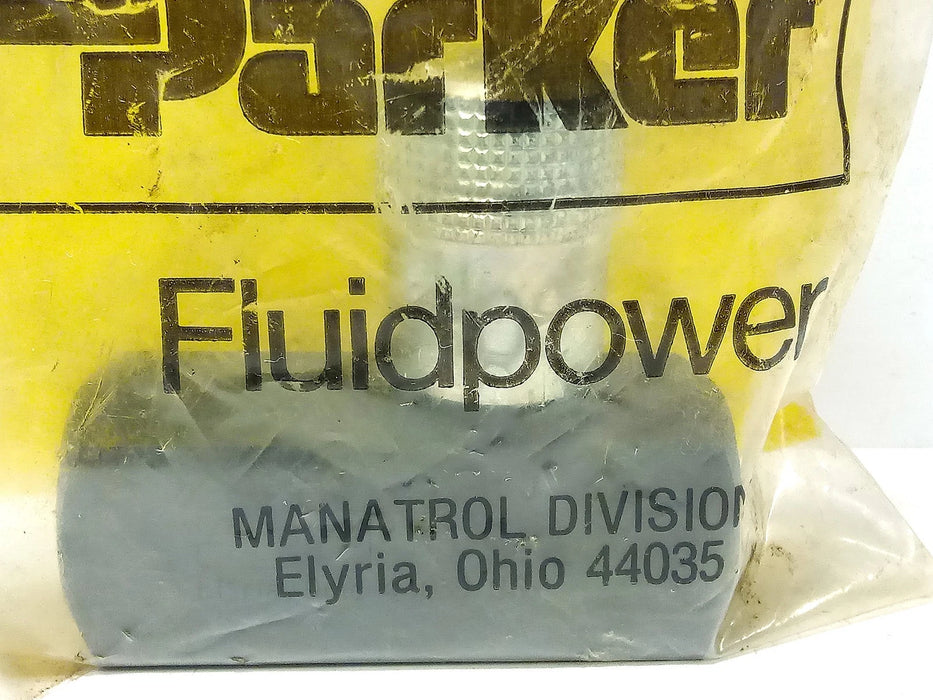 Parker
Fluidpower
MANATROL DIVISION
Elyria, Ohio 44035